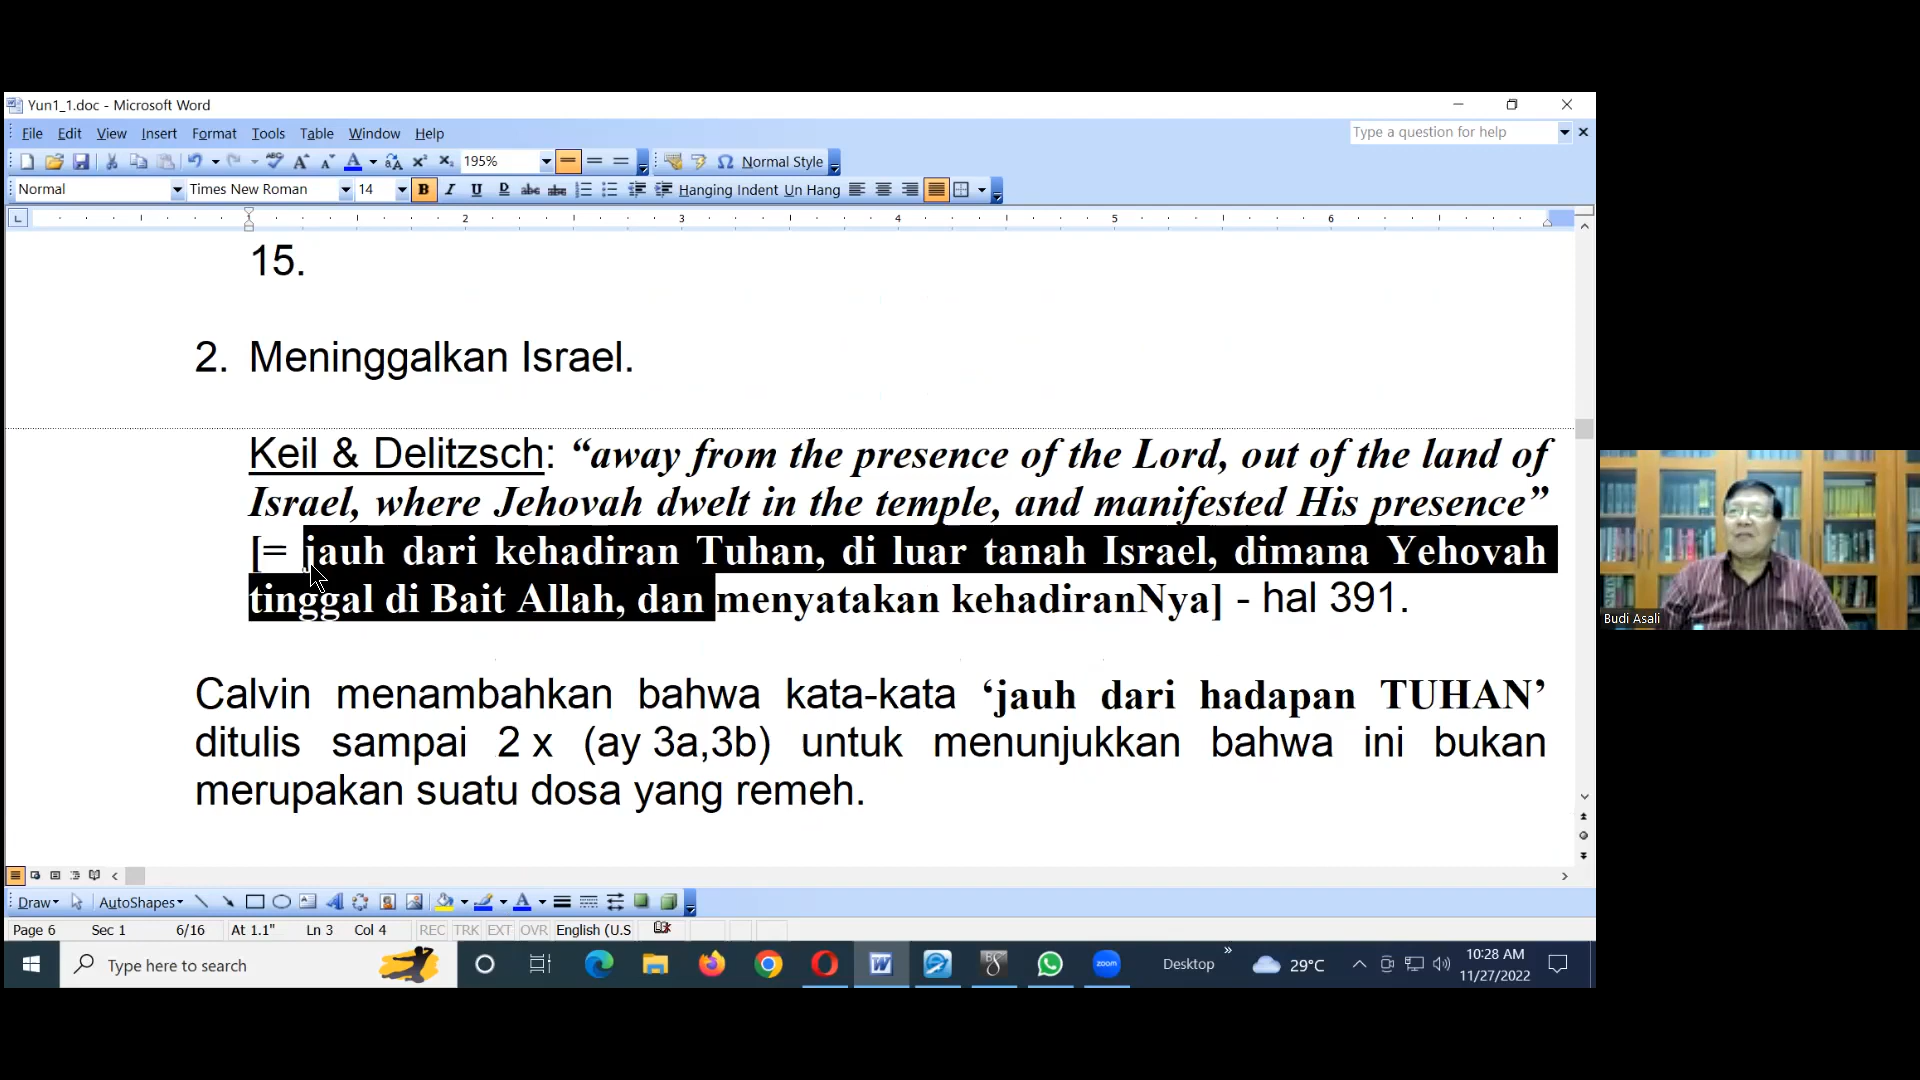 Yun1_1.doc - Microsoft Word
File Edit View Insert Format Tools Table Window Help
Type a question for help
195%
Normal Style
Normal
Times New Roman
14
Hanging Indent Un Hang
2 3 4 5 6
15.
2. Meninggalkan Israel.
Keil & Delitzsch: “away from the presence of the Lord, out of the land of
Israel, where Jehovah dwelt in the temple, and manifested His presence”
[= jauh dari kehadiran Tuhan, di luar tanah Israel, dimana Yehovah
tinggal di Bait Allah, dan menyatakan kehadiranNya] - hal 391.
Calvin menambahkan bahwa kata-kata ‘jauh dari hadapan TUHAN’
ditulis sampai 2 x (ay 3a,3b) untuk menunjukkan bahwa ini bukan
merupakan suatu dosa yang remeh.
Budi Asali
Draw AutoShapes
Page 6 Sec 1 6/16 At 1.1" Ln 3 Col 4 REC TRK EXT OVR English (U.S
Type here to search
zoom
Desktop
29°C
10:28 AM
11/27/2022